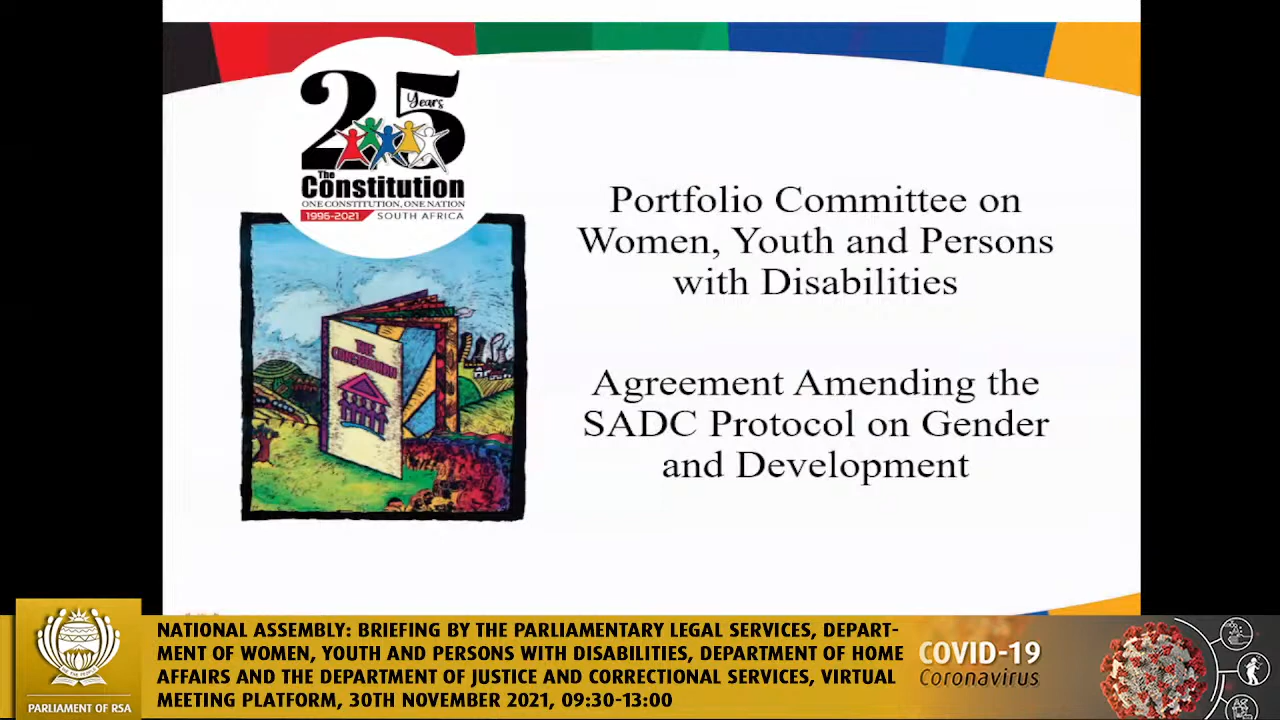 25
Years
The
Constitution
ONE CONSTITUTION, ONE NATION
1996-2021 SOUTH AFRICA
THE
CONSTITUTION
Portfolio Committee on
Women, Youth and Persons
with Disabilities
Agreement Amending the
SADC Protocol on Gender
and Development
PARLIAMENT OF RSA
NATIONAL ASSEMBLY: BRIEFING BY THE PARLIAMENTARY LEGAL SERVICES, DEPART-
MENT OF WOMEN, YOUTH AND PERSONS WITH DISABILITIES, DEPARTMENT OF HOME
AFFAIRS AND THE DEPARTMENT OF JUSTICE AND CORRECTIONAL SERVICES, VIRTUAL
MEETING PLATFORM, 30TH NOVEMBER 2021, 09:30-13:00
COVID-19
Coronavirus